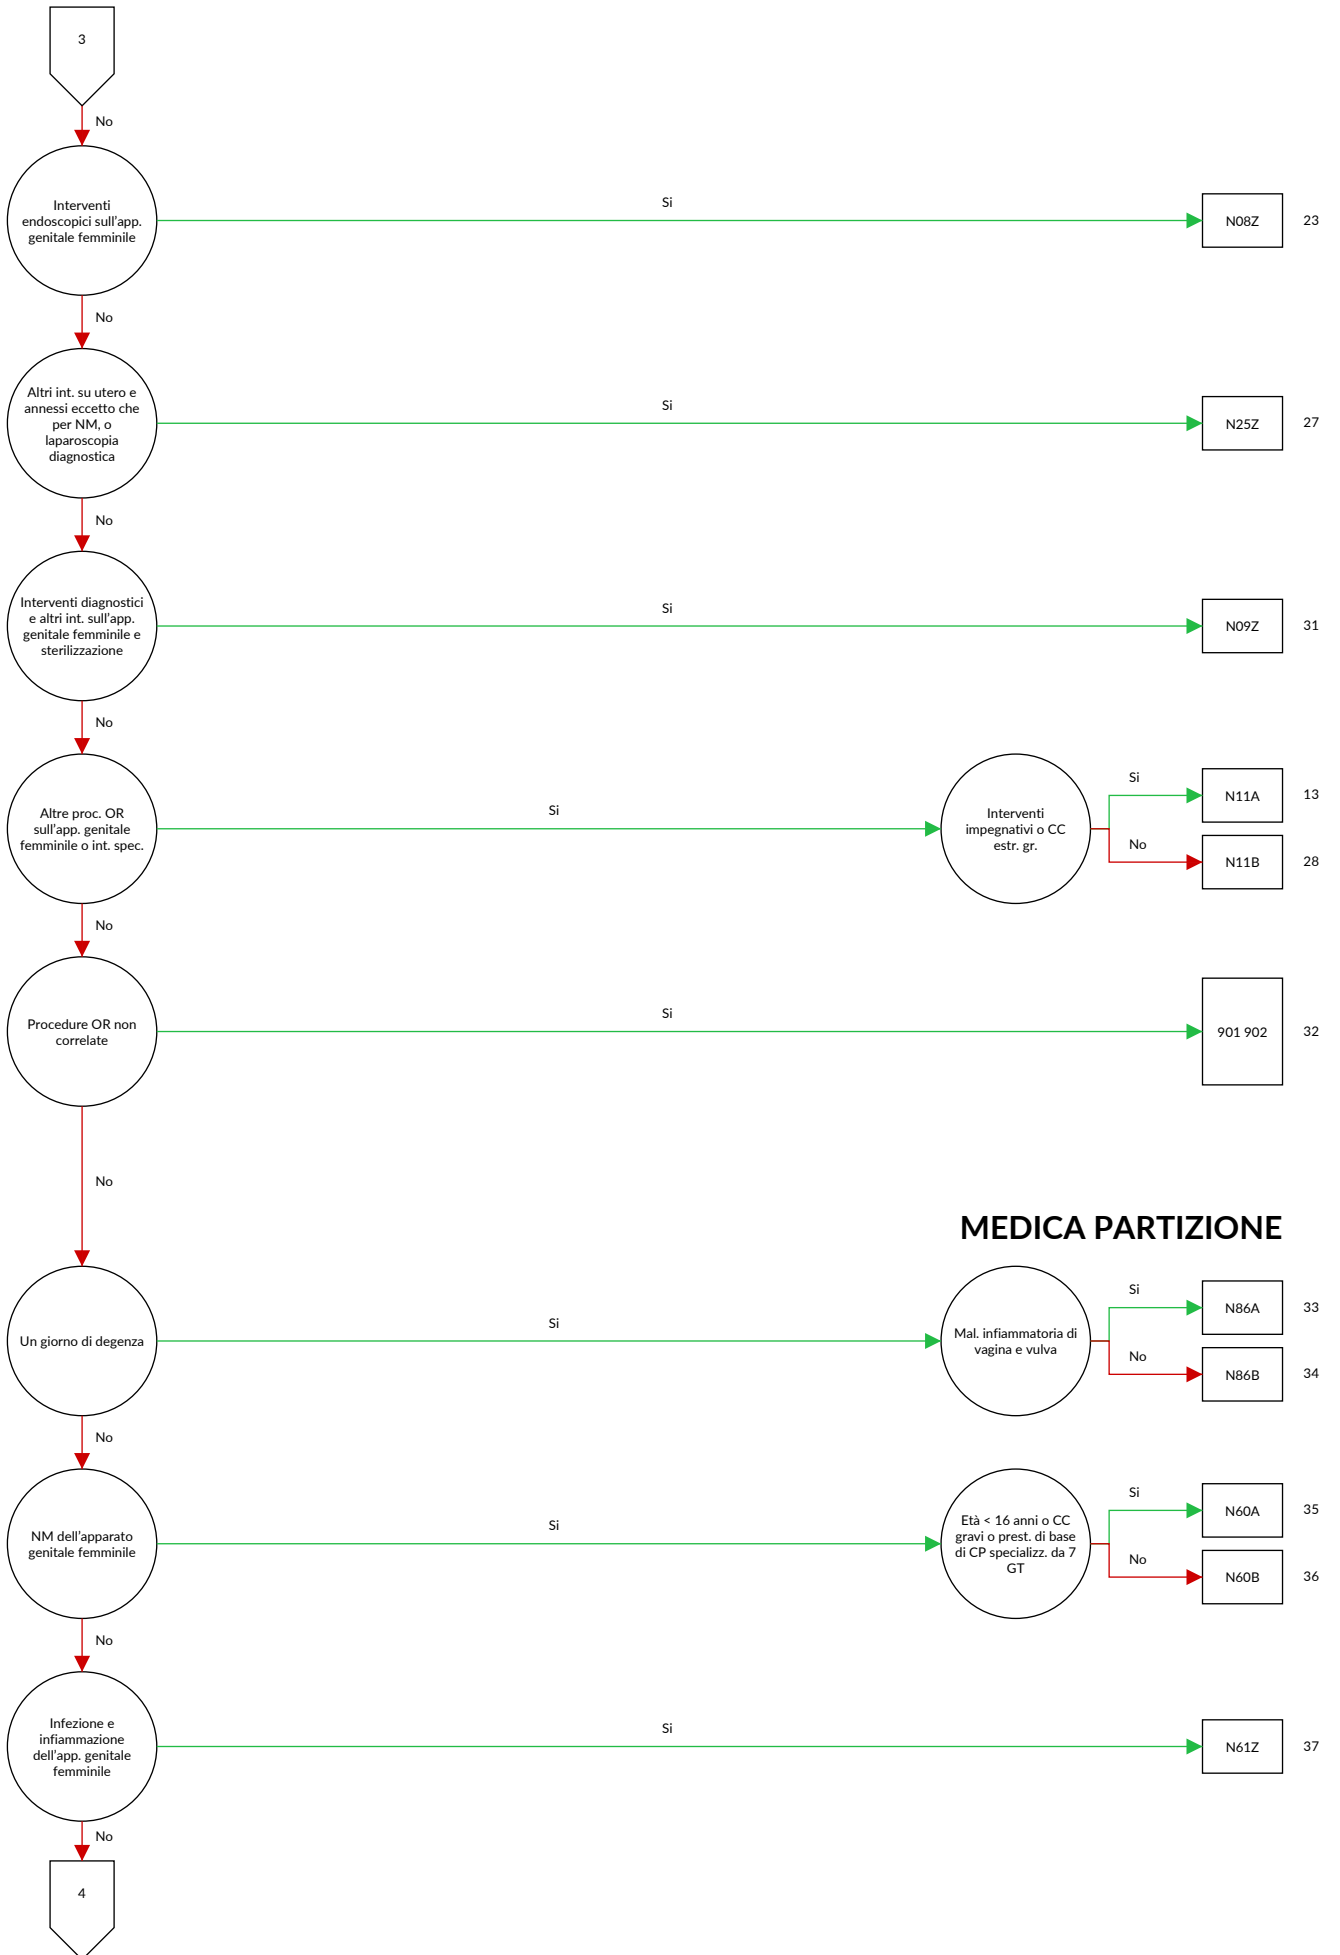 3
No
Interventi
endoscopici sull'app.
genitale femminile
Si
N08Z
23
No
Altri int. su utero e
annessi eccetto che
per NM, o
laparoscopia
diagnostica
Si
N25Z
27
No
Interventi diagnostici
e altri int. sull'app.
genitale femminile e
sterilizzazione
Si
N09Z
31
No
Altre proc. OR
sull'app. genitale
femminile o int. spec.
Si
Interventi
impegnativi o CC
estr. gr.
Si
N11A
13
No
N11B
28
No
Procedure OR non
correlate
Si
901 902
32
No
MEDICA PARTIZIONE
Un giorno di degenza
Si
Mal. infiammatoria di
vagina e vulva
Si
N86A
33
No
N86B
34
No
NM dell'apparato
genitale femminile
Si
Età < 16 anni o CC
gravi o prest. di base
di CP specializz. da 7
GT
Si
N60A
35
No
N60B
36
No
Infezione e
infiammazione
dell'app. genitale
femminile
Si
N61Z
37
No
4